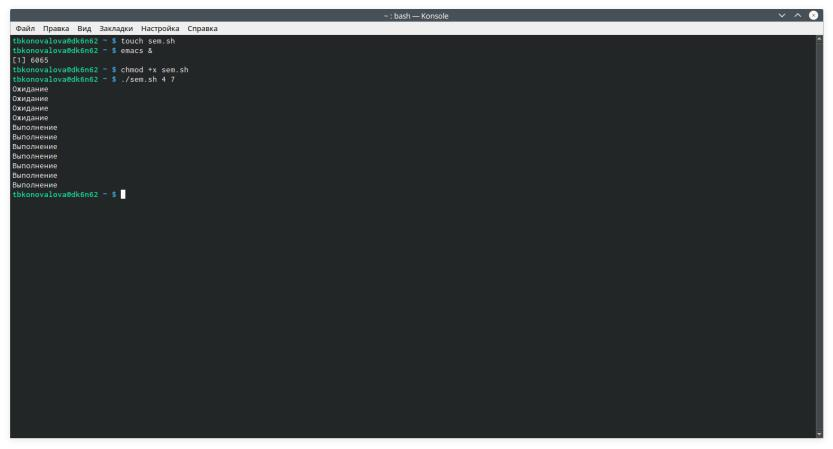 ~ : bash — Konsole
Файл Правка Вид Закладки Настройка Справка
tbkonovalova@dk6n62 ~ $ touch sem.sh
tbkonovalova@dk6n62 ~ $ emacs &
[1] 6065
tbkonovalova@dk6n62 ~ $ chmod +x sem.sh
tbkonovalova@dk6n62 ~ $ ./sem.sh 4 7
Ожидание
Ожидание
Ожидание
Ожидание
Выполнение
Выполнение
Выполнение
Выполнение
Выполнение
Выполнение
Выполнение
tbkonovalova@dk6n62 ~ $